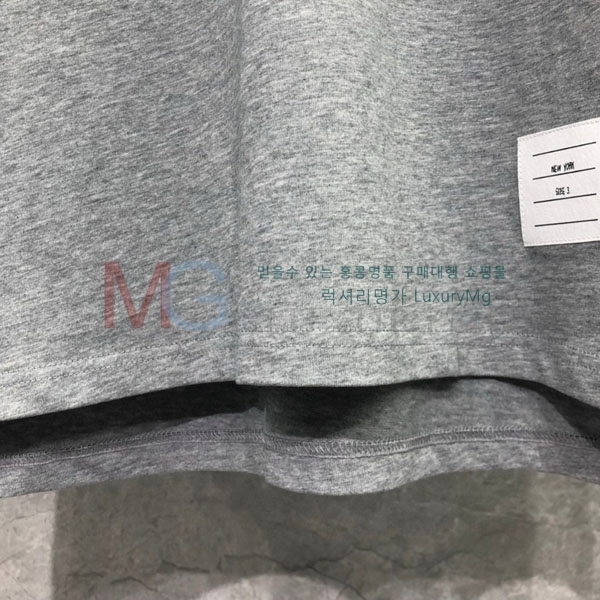 NEW YORK
SIZE 3
MG
믿을수 있는 홍콩명품 구매대행 쇼핑몰
럭셔리명가 LuxuryMg